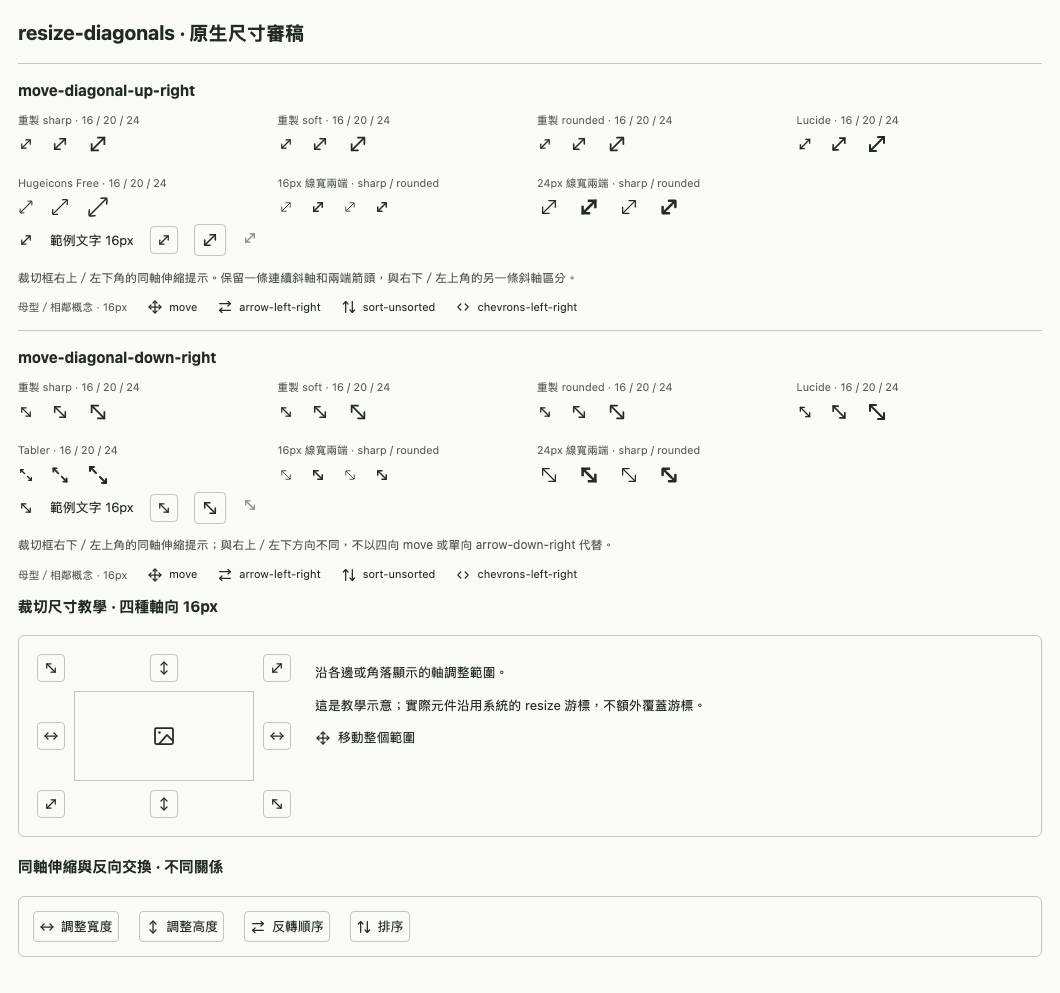 resize-diagonals · 原生尺寸審稿
move-diagonal-up-right
重製 sharp · 16 / 20 / 24
重製 soft · 16 / 20 / 24
重製 rounded · 16 / 20 / 24
Lucide · 16 / 20 / 24
Hugeicons Free · 16 / 20 / 24
16px 線寬兩端 · sharp / rounded
24px 線寬兩端 · sharp / rounded
範例文字 16px
裁切框右上 / 左下角的同軸伸縮提示。保留一條連續斜軸和兩端箭頭，與右下 / 左上角的另一條斜軸區分。
母型 / 相鄰概念 · 16px move arrow-left-right sort-unsorted chevrons-left-right
move-diagonal-down-right
重製 sharp · 16 / 20 / 24
重製 soft · 16 / 20 / 24
重製 rounded · 16 / 20 / 24
Lucide · 16 / 20 / 24
Tabler · 16 / 20 / 24
16px 線寬兩端 · sharp / rounded
24px 線寬兩端 · sharp / rounded
範例文字 16px
裁切框右下 / 左上角的同軸伸縮提示；與右上 / 左下方向不同，不以四向 move 或單向 arrow-down-right 代替。
母型 / 相鄰概念 · 16px move arrow-left-right sort-unsorted chevrons-left-right
裁切尺寸教學 · 四種軸向 16px
沿各邊或角落顯示的軸調整範圍。
這是教學示意；實際元件沿用系統的 resize 游標，不額外覆蓋游標。
移動整個範圍
同軸伸縮與反向交換 · 不同關係
調整寬度 調整高度 反轉順序 排序